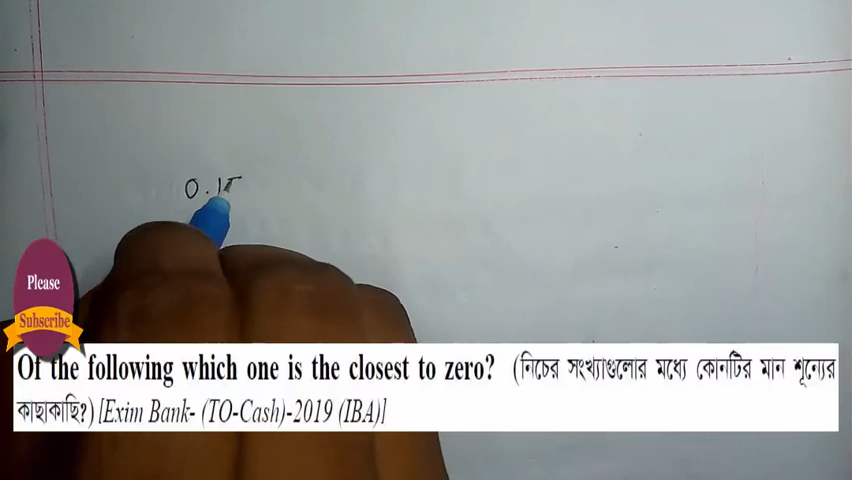 0.15
Please
Subscribe
Of the following which one is the closest to zero? (নিচের সংখ্যাগুলোর মধ্যে কোনটির মান শূন্যের
কাছাকাছি?) [Exim Bank- (TO-Cash)-2019 (IBA)]